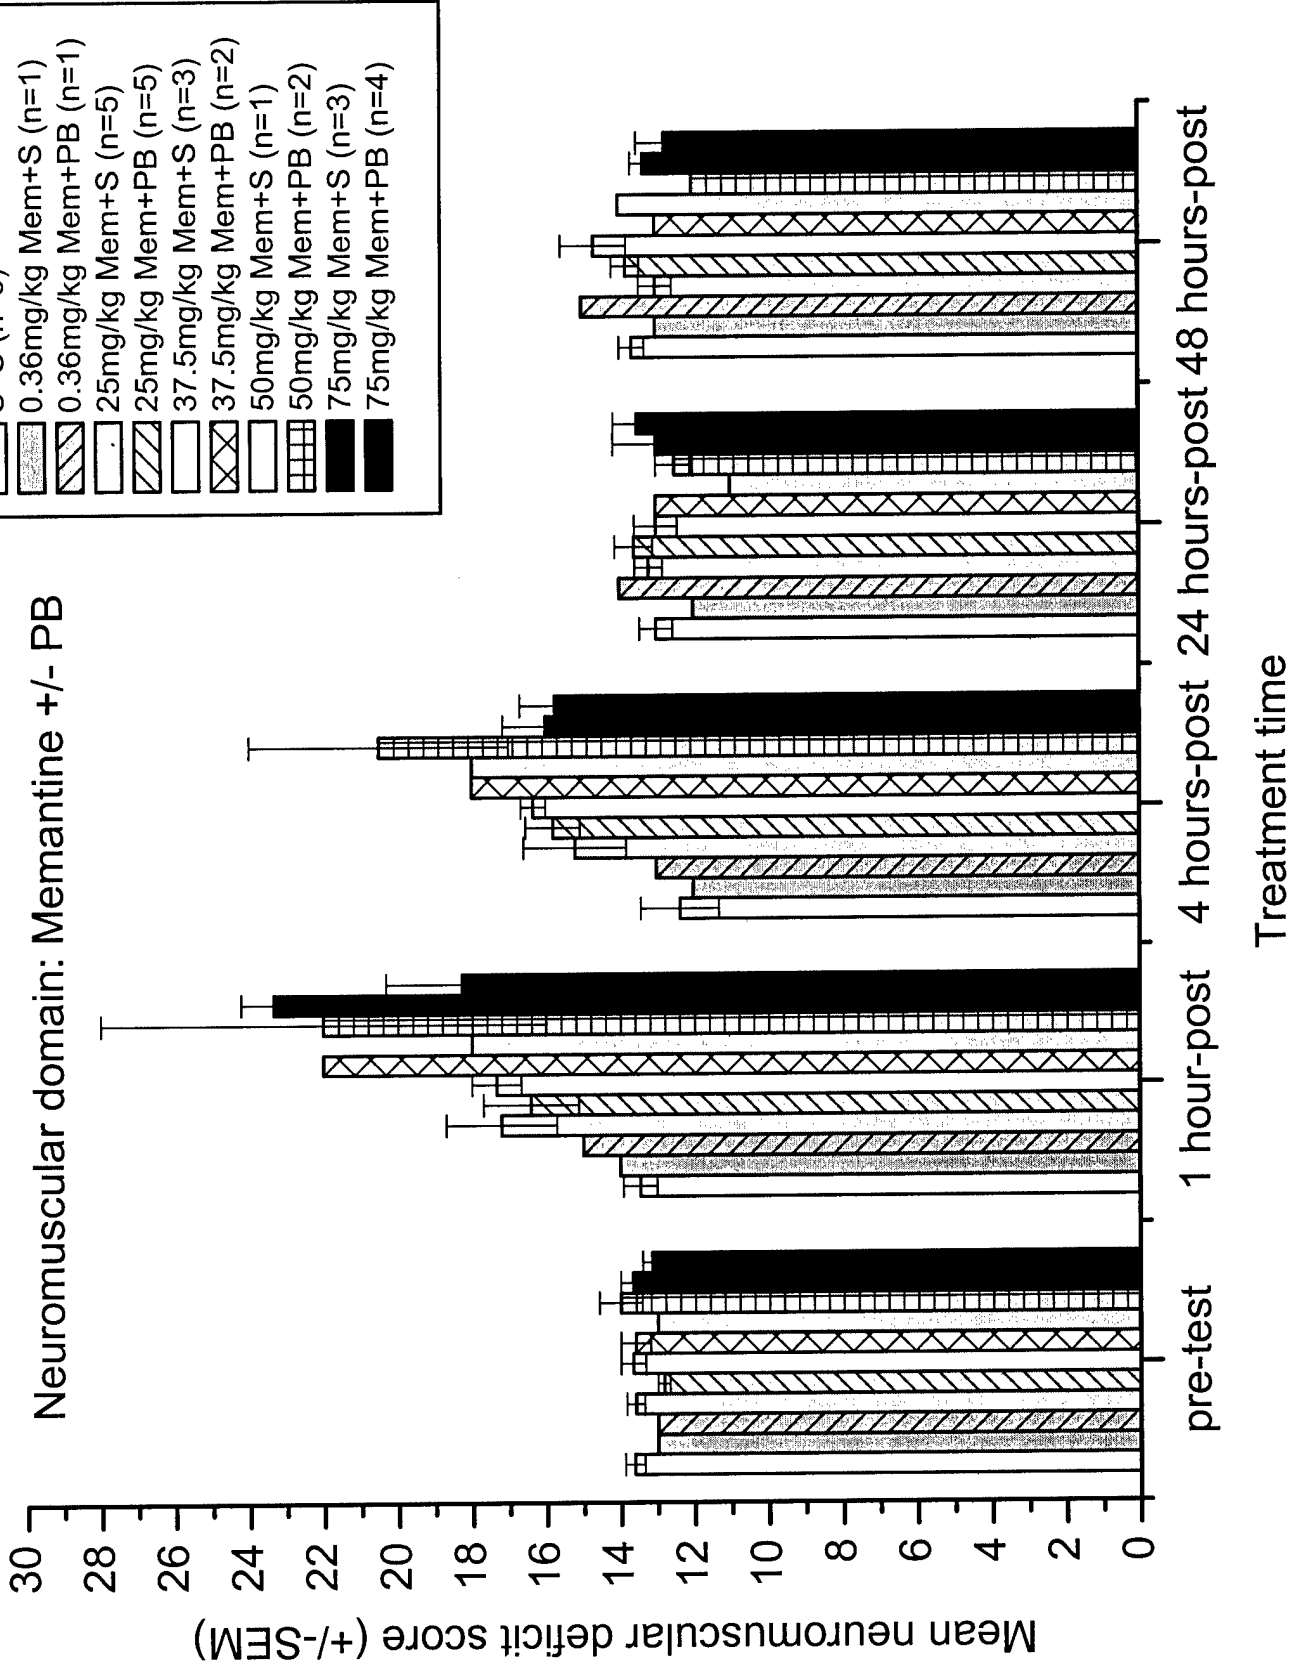 Neuromuscular domain: Memantine +/- PB
0.36mg/kg Mem+S (n=1)
0.36mg/kg Mem+PB (n=1)
25mg/kg Mem+S (n=5)
25mg/kg Mem+PB (n=5)
37.5mg/kg Mem+S (n=3)
37.5mg/kg Mem+PB (n=2)
50mg/kg Mem+S (n=1)
50mg/kg Mem+PB (n=2)
75mg/kg Mem+S (n=3)
75mg/kg Mem+PB (n=4)
Mean neuromuscular deficit score (+/-SEM)
30
28
26
24
22
20
18
16
14
12
10
8
6
4
2
0
pre-test 1 hour-post 4 hours-post 24 hours-post 48 hours-post
Treatment time